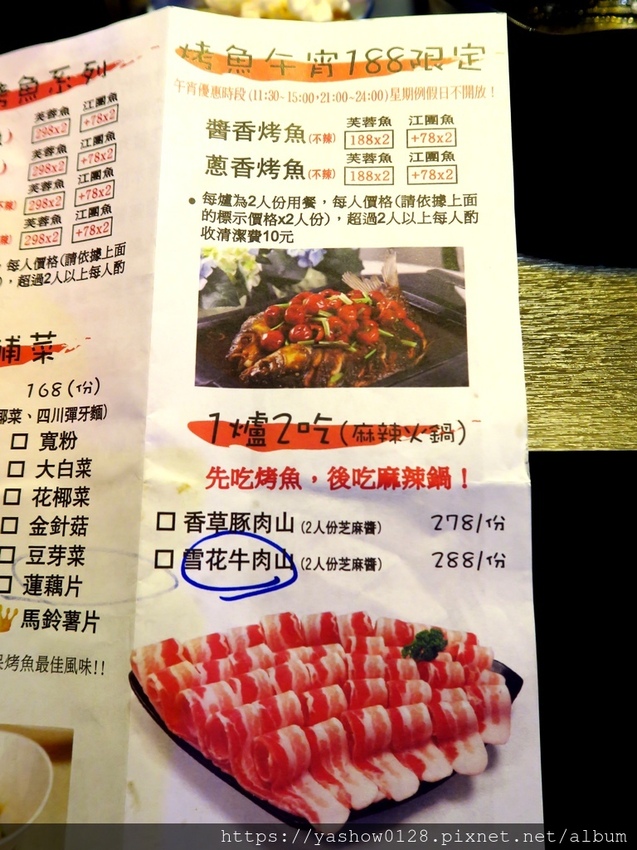 烤魚系列
芙蓉魚 江團魚
298x2 +78x2
芙蓉魚 江團魚
298x2 +78x2
芙蓉魚 江團魚
298x2 +78x2
芙蓉魚 江團魚
298x2 +78x2
,每人價格(請依據上面
,超過2人以上每人酌
菜
168(份)
椰菜、四川彈牙麵)
□ 寬粉
□ 大白菜
□ 花椰菜
□ 金針菇
□ 豆芽菜
□ 蓮藕片
馬鈴薯片
烤魚最佳風味!!
烤魚午宵188限定
午宵優惠時段(11:30~15:00,21:00~24:00)星期例假日不開放!
芙蓉魚 江團魚
醬香烤魚(不辣) 188x2 +78x2
芙蓉魚 江團魚
蔥香烤魚(不辣) 188x2 +78x2
● 每爐為2人份用餐,每人價格(請依據上面
的標示價格x2人份),超過2人以上每人酌
收清潔費10元
1爐2吃(麻辣火鍋)
先吃烤魚,後吃麻辣鍋!
□ 香草豚肉山(2人份芝麻醬) 278/份
□ 雪花牛肉山(2人份芝麻醬) 288/份
https://yashow0128.pixnet.net/album